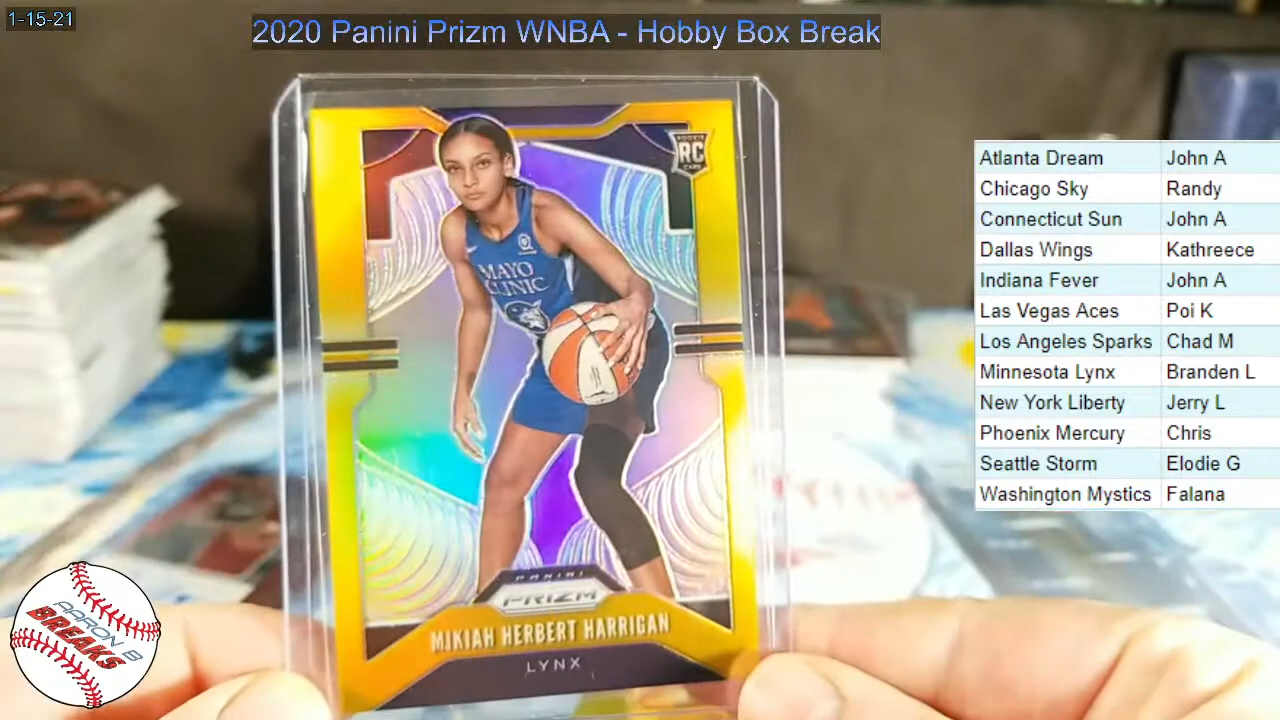 1-15-21
2020 Panini Prizm WNBA - Hobby Box Break
ROOKIE
RC
CARD
MAYO
CLINIC
PANINI
PRIZM
MIKIAH HERBERT HARRIGAN
LYNX
Atlanta Dream John A
Chicago Sky Randy
Connecticut Sun John A
Dallas Wings Kathreece
Indiana Fever John A
Las Vegas Aces Poi K
Los Angeles Sparks Chad M
Minnesota Lynx Branden L
New York Liberty Jerry L
Phoenix Mercury Chris
Seattle Storm Elodie G
Washington Mystics Falana
AARON B
BREAKS